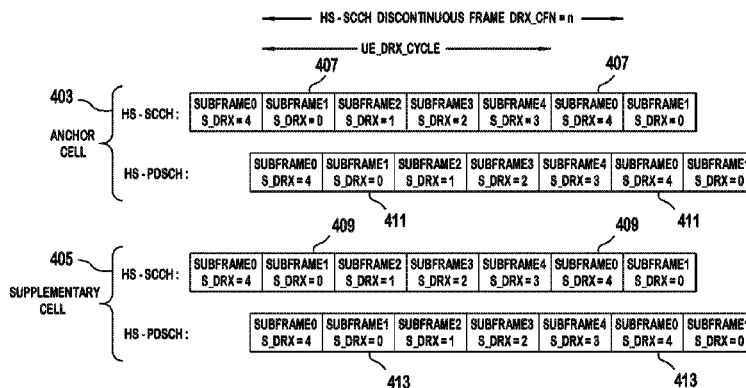 HS-SCCH DISCONTINUOUS FRAME DRX_CFN=n
UE_DRX_CYCLE
407 407
403
HS-SCCH: SUBFRAME0 SUBFRAME1 SUBFRAME2 SUBFRAME3 SUBFRAME4 SUBFRAME0 SUBFRAME1
S_DRX=4 S_DRX=0 S_DRX=1 S_DRX=2 S_DRX=3 S_DRX=4 S_DRX=0
ANCHOR
CELL
HS-PDSCH: SUBFRAME0 SUBFRAME1 SUBFRAME2 SUBFRAME3 SUBFRAME4 SUBFRAME0 SUBFRAME1
S_DRX=4 S_DRX=0 S_DRX=1 S_DRX=2 S_DRX=3 S_DRX=4 S_DRX=0
411 411
409 409
405
HS-SCCH: SUBFRAME0 SUBFRAME1 SUBFRAME2 SUBFRAME3 SUBFRAME4 SUBFRAME0 SUBFRAME1
S_DRX=4 S_DRX=0 S_DRX=1 S_DRX=2 S_DRX=3 S_DRX=4 S_DRX=0
SUPPLEMENTARY
CELL
HS-PDSCH: SUBFRAME0 SUBFRAME1 SUBFRAME2 SUBFRAME3 SUBFRAME4 SUBFRAME0 SUBFRAME1
S_DRX=4 S_DRX=0 S_DRX=1 S_DRX=2 S_DRX=3 S_DRX=4 S_DRX=0
413 413